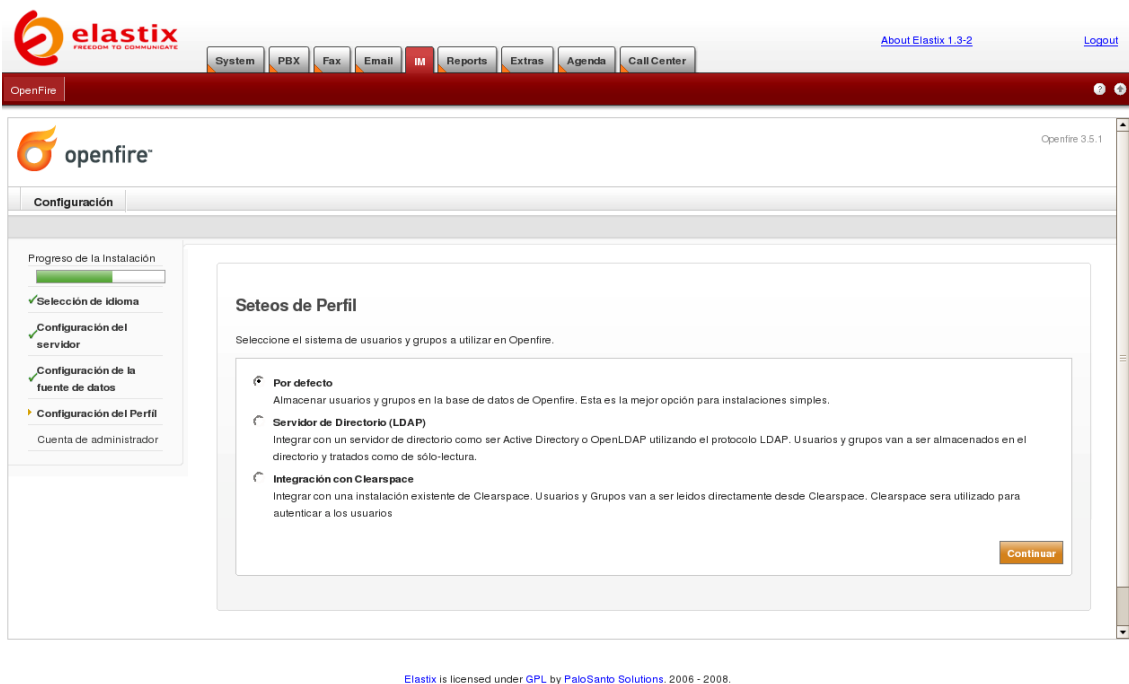 elastix
FREEDOM TO COMMUNICATE
System PBX Fax Email IM Reports Extras Agenda Call Center
About Elastix 1.3-2
Logout
OpenFire
openfire™
Openfire 3.5.1
Configuración
Progreso de la Instalación
Selección de idioma
Configuración del
servidor
Configuración de la
fuente de datos
Configuración del Perfíl
Cuenta de administrador
Seteos de Perfil
Seleccione el sistema de usuarios y grupos a utilizar en Openfire.
Por defecto
Almacenar usuarios y grupos en la base de datos de Openfire. Esta es la mejor opción para instalaciones simples.
Servidor de Directorio (LDAP)
Integrar con un servidor de directorio como ser Active Directory o OpenLDAP utilizando el protocolo LDAP. Usuarios y grupos van a ser almacenados en el
directorio y tratados como de sólo-lectura.
Integración con Clearspace
Integrar con una instalación existente de Clearspace. Usuarios y Grupos van a ser leidos directamente desde Clearspace. Clearspace sera utilizado para
autenticar a los usuarios
Continuar
Elastix is licensed under GPL by PaloSanto Solutions. 2006 - 2008.